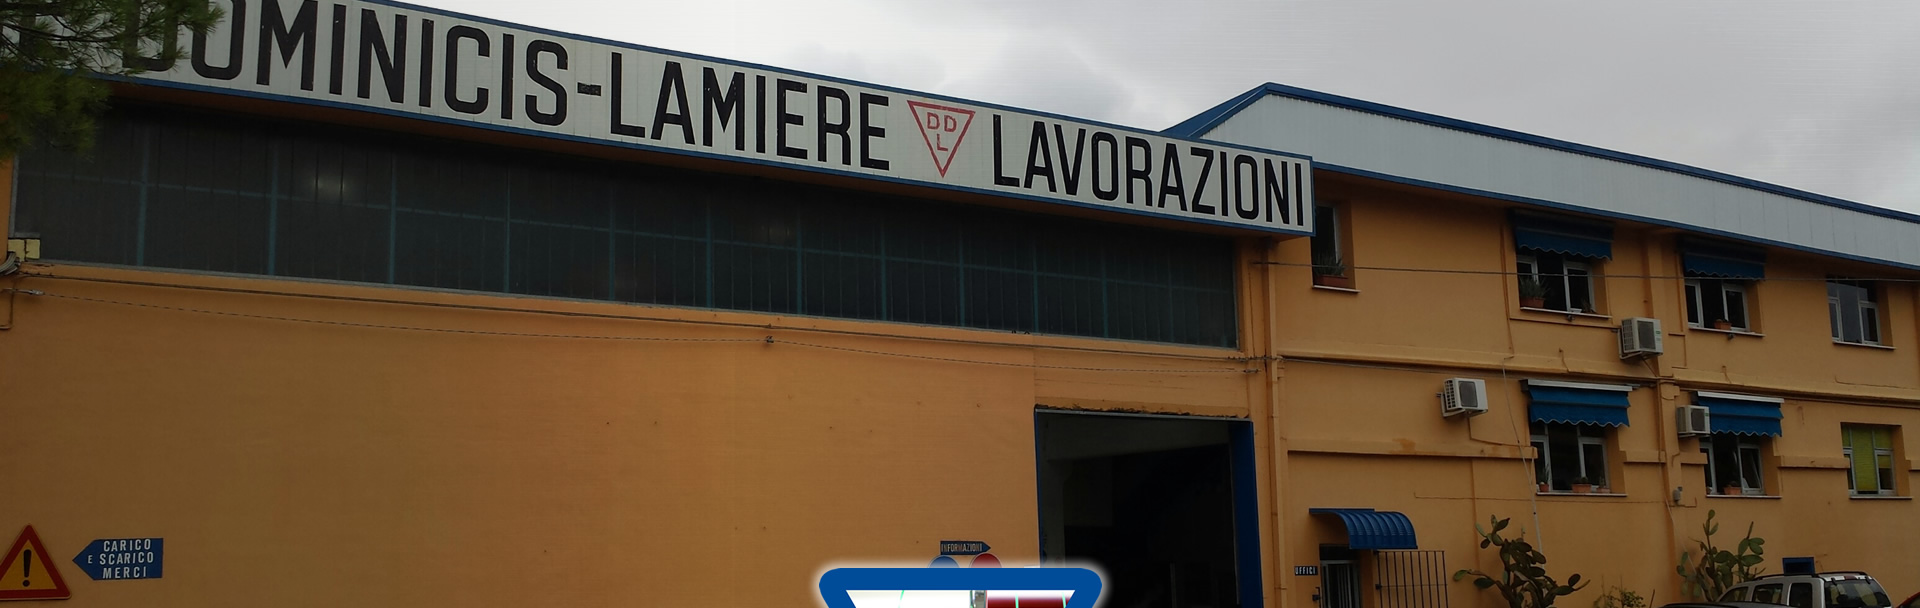 DOMINICIS-LAMIERE DDL LAVORAZIONI
CARICO
E SCARICO
MERCI
INFORMAZIONI
UFFICI